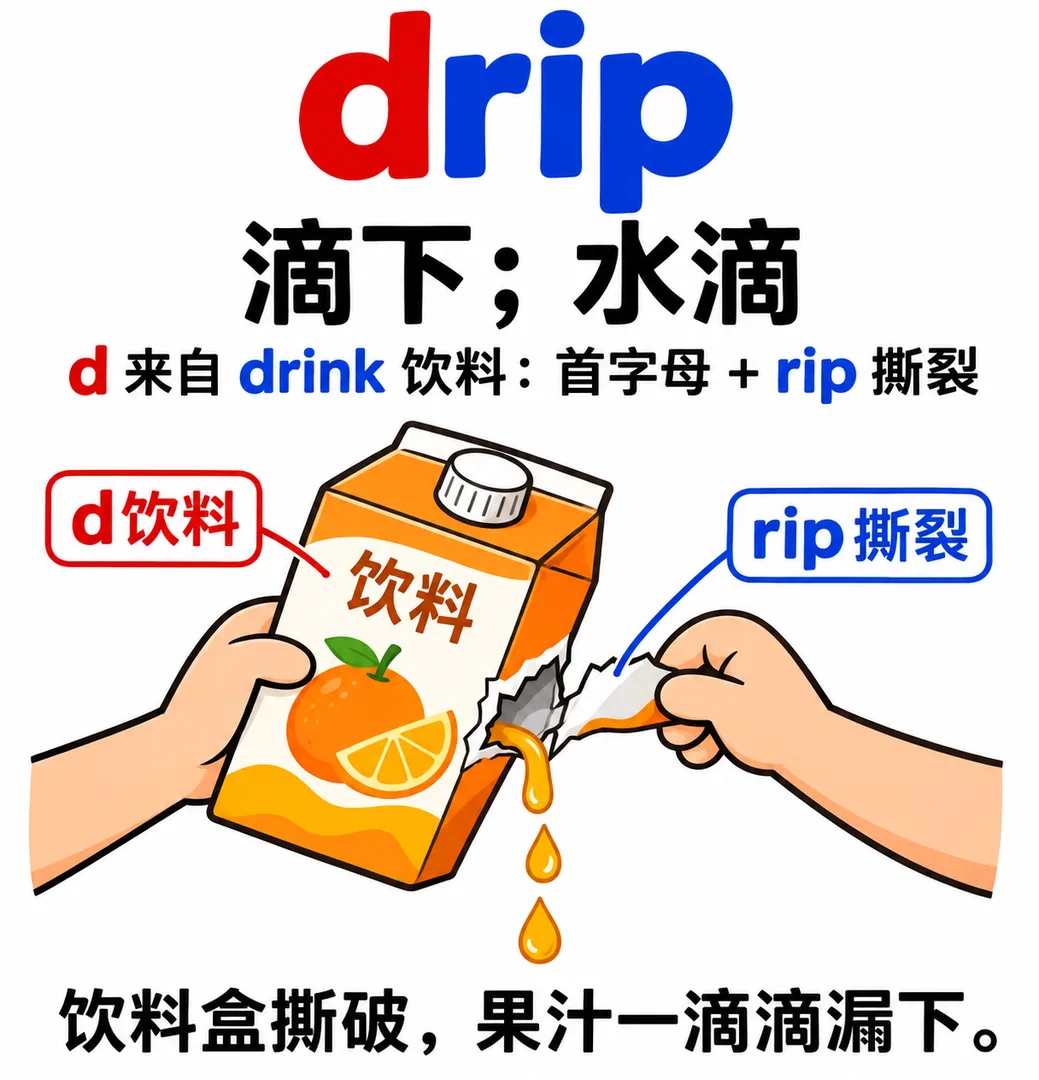 drip
滴下；水滴
d 来自 drink 饮料：首字母 + rip 撕裂
d饮料
rip 撕裂
饮料
饮料盒撕破，果汁一滴滴漏下。